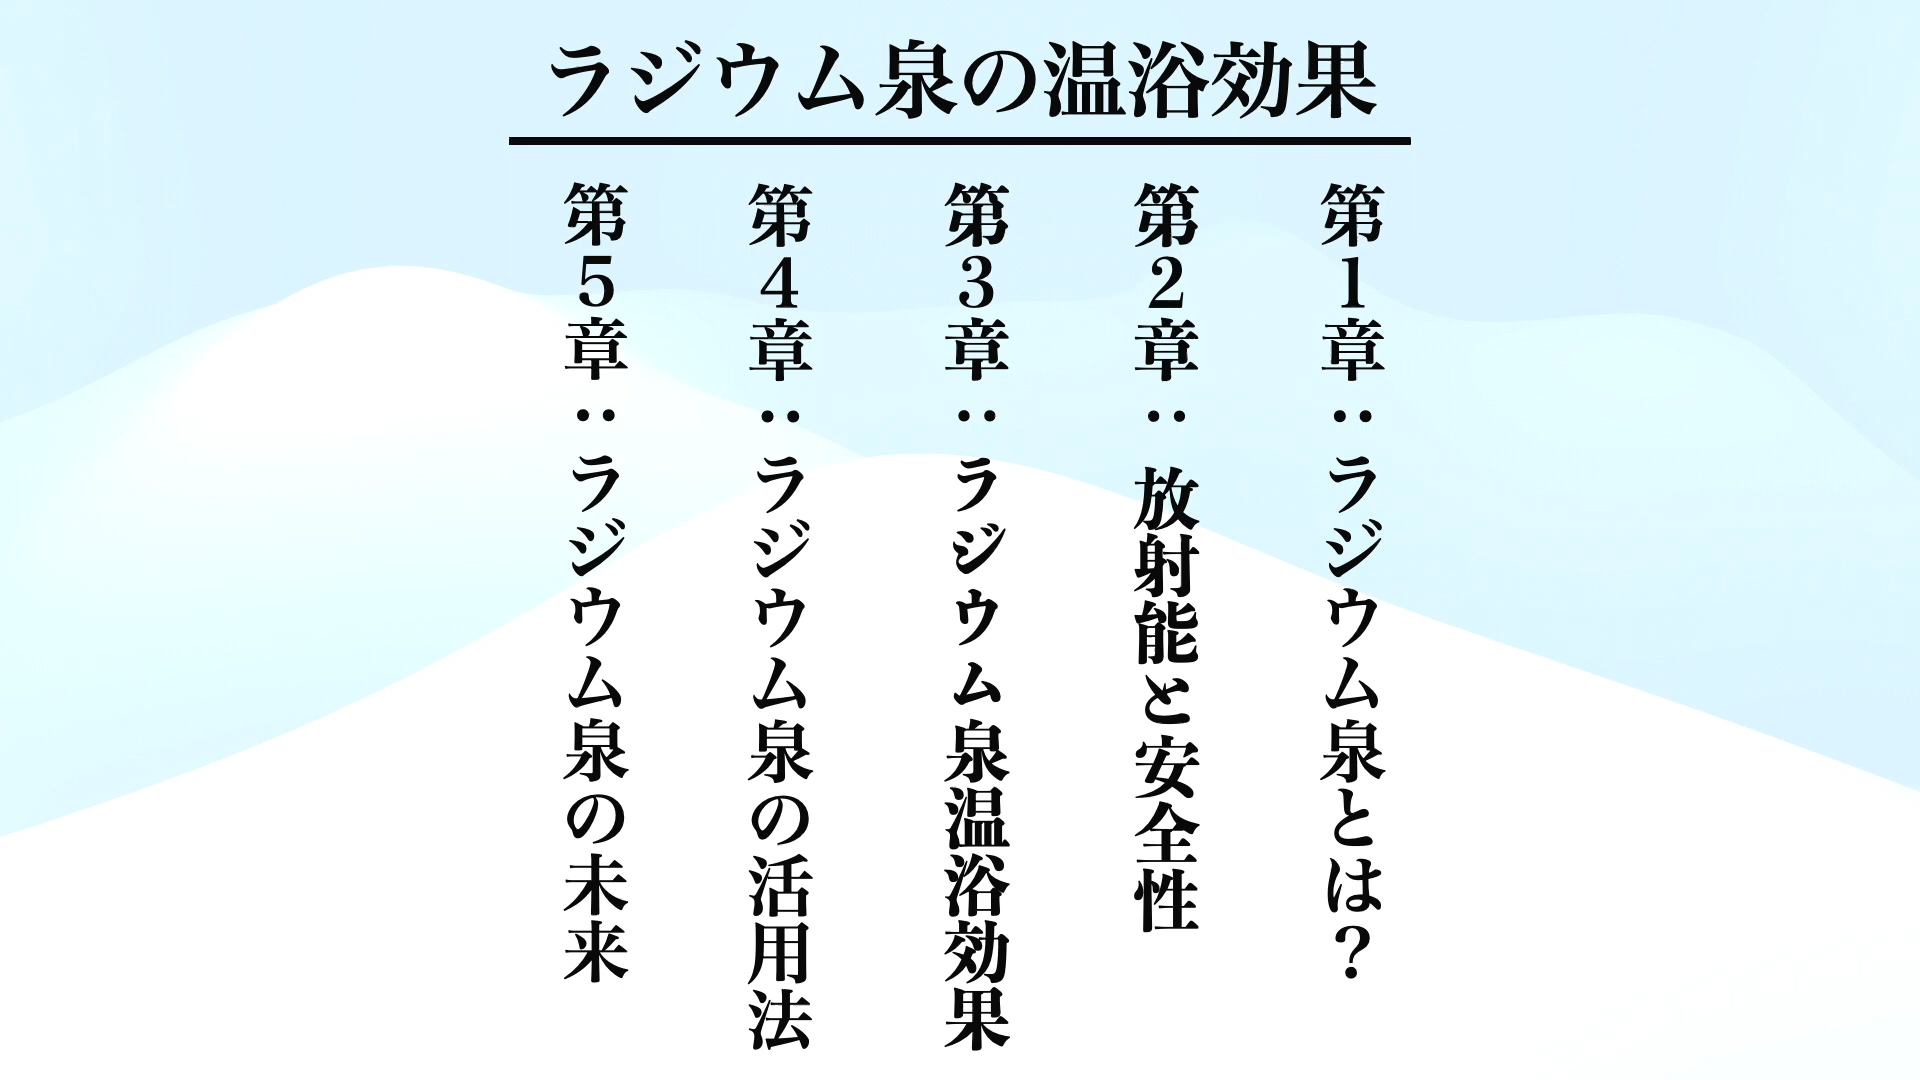 ラジウム泉の温浴効果
第1章：ラジウム泉とは？
第2章：放射能と安全性
第3章：ラジウム泉温浴効果
第4章：ラジウム泉の活用法
第5章：ラジウム泉の未来